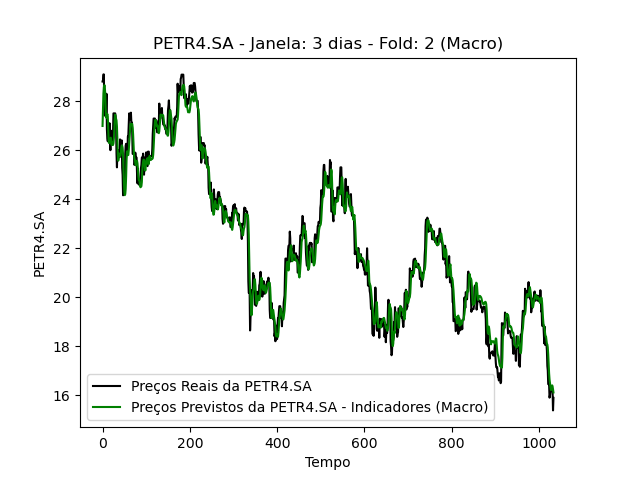 PETR4.SA - Janela: 3 dias - Fold: 2 (Macro)
PETR4.SA
28
26
24
22
20
18
16
Preços Reais da PETR4.SA
Preços Previstos da PETR4.SA - Indicadores (Macro)
0 200 400 600 800 1000
Tempo